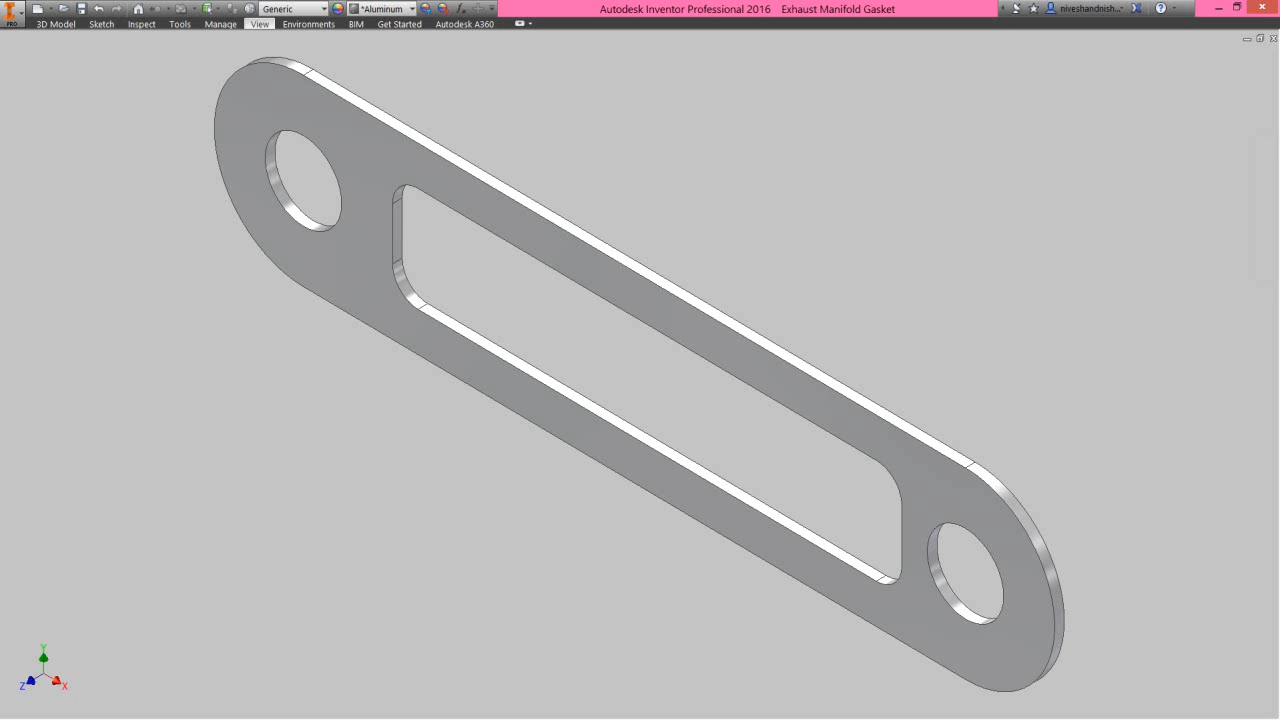 Generic *Aluminum Autodesk Inventor Professional 2016 Exhaust Manifold Gasket niveshandnish...
PRO 3D Model Sketch Inspect Tools Manage View Environments BIM Get Started Autodesk A360
Y
Z X